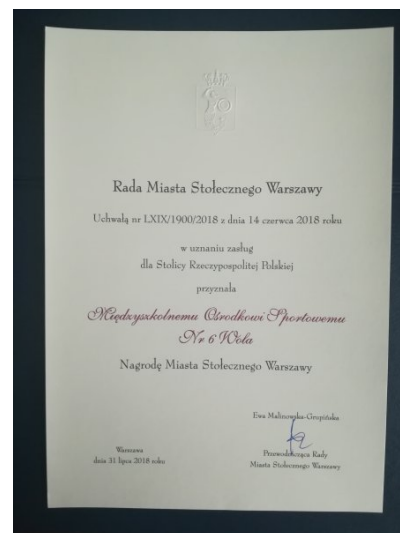 Rada Miasta Stołecznego Warszawy
Uchwałą nr LXIX/1900/2018 z dnia 14 czerwca 2018 roku
w uznaniu zasług
dla Stolicy Rzeczypospolitej Polskiej
przyznała
Międzyszkolnemu Ośrodkowi Sportowemu
Nr 6 Wola
Nagrodę Miasta Stołecznego Warszawy
Ewa Malinowska-Grupińska
Warszawa
dnia 31 lipca 2018 roku
Przewodnicząca Rady
Miasta Stołecznego Warszawy